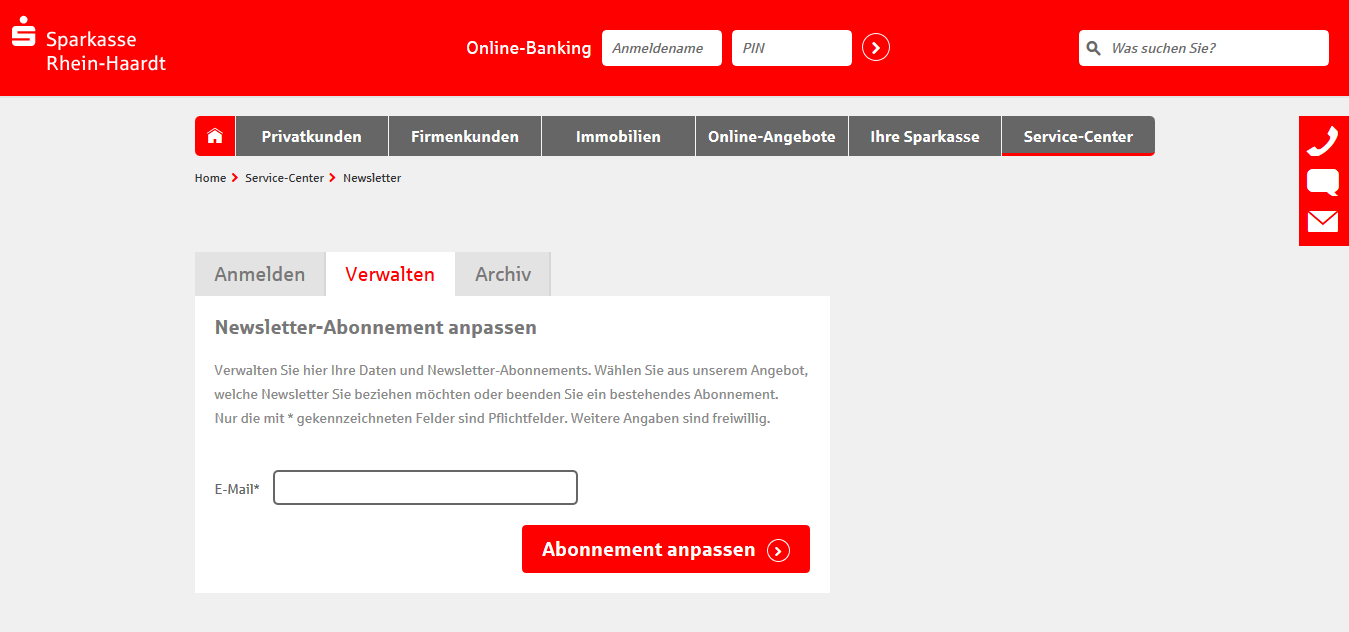 Sparkasse
Rhein-Haardt
Online-Banking Anmeldename PIN
Was suchen Sie?
Privatkunden Firmenkunden Immobilien Online-Angebote Ihre Sparkasse Service-Center
Home Service-Center Newsletter
Anmelden Verwalten Archiv
Newsletter-Abonnement anpassen
Verwalten Sie hier Ihre Daten und Newsletter-Abonnements. Wählen Sie aus unserem Angebot,
welche Newsletter Sie beziehen möchten oder beenden Sie ein bestehendes Abonnement.
Nur die mit * gekennzeichneten Felder sind Pflichtfelder. Weitere Angaben sind freiwillig.
E-Mail*
Abonnement anpassen